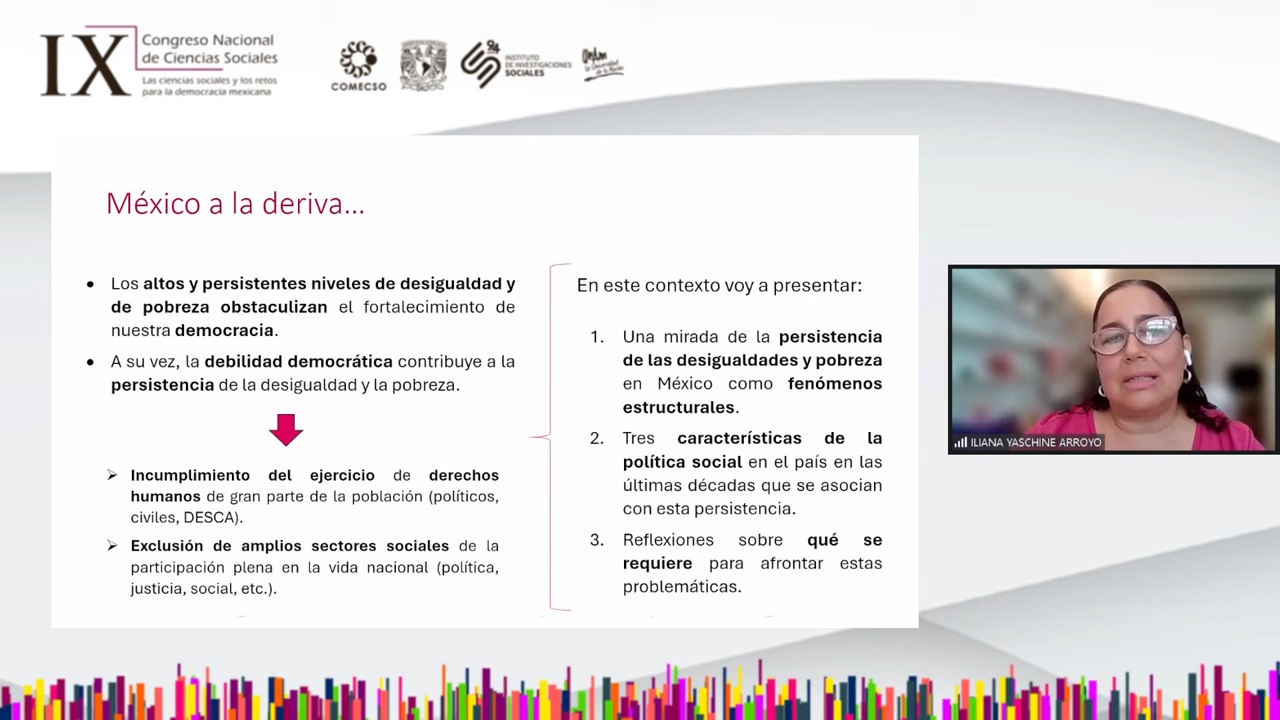 IX
Congreso Nacional
de Ciencias Sociales
Las ciencias sociales y los retos
para la democracia mexicana
COMECSO
INSTITUTO
DE INVESTIGACIONES
SOCIALES
unam
La Universidad
de la Nación
México a la deriva...
• Los altos y persistentes niveles de desigualdad y
de pobreza obstaculizan el fortalecimiento de
nuestra democracia.
• A su vez, la debilidad democrática contribuye a la
persistencia de la desigualdad y la pobreza.
➢ Incumplimiento del ejercicio de derechos
humanos de gran parte de la población (políticos,
civiles, DESCA).
➢ Exclusión de amplios sectores sociales de la
participación plena en la vida nacional (política,
justicia, social, etc.).
En este contexto voy a presentar:
1. Una mirada de la persistencia
de las desigualdades y pobreza
en México como fenómenos
estructurales.
2. Tres características de la
política social en el país en las
últimas décadas que se asocian
con esta persistencia.
3. Reflexiones sobre qué se
requiere para afrontar estas
problemáticas.
ILIANA YASCHINE ARROYO